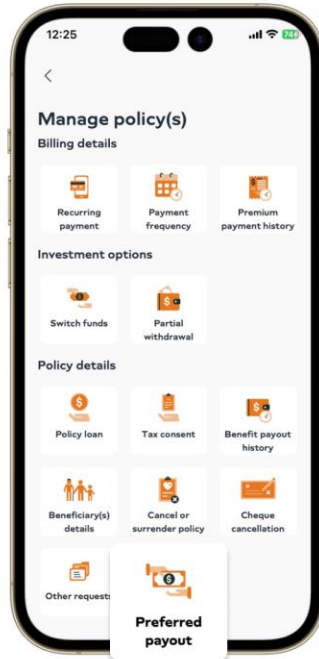 12:25
74
Manage policy(s)
Billing details
Recurring
payment
Payment
frequency
Premium
payment history
Investment options
Switch funds
Partial
withdrawal
Policy details
Policy loan
Tax consent
Benefit payout
history
Beneficiary(s)
details
Cancel or
surrender policy
Cheque
cancellation
Other requests
Preferred
payout